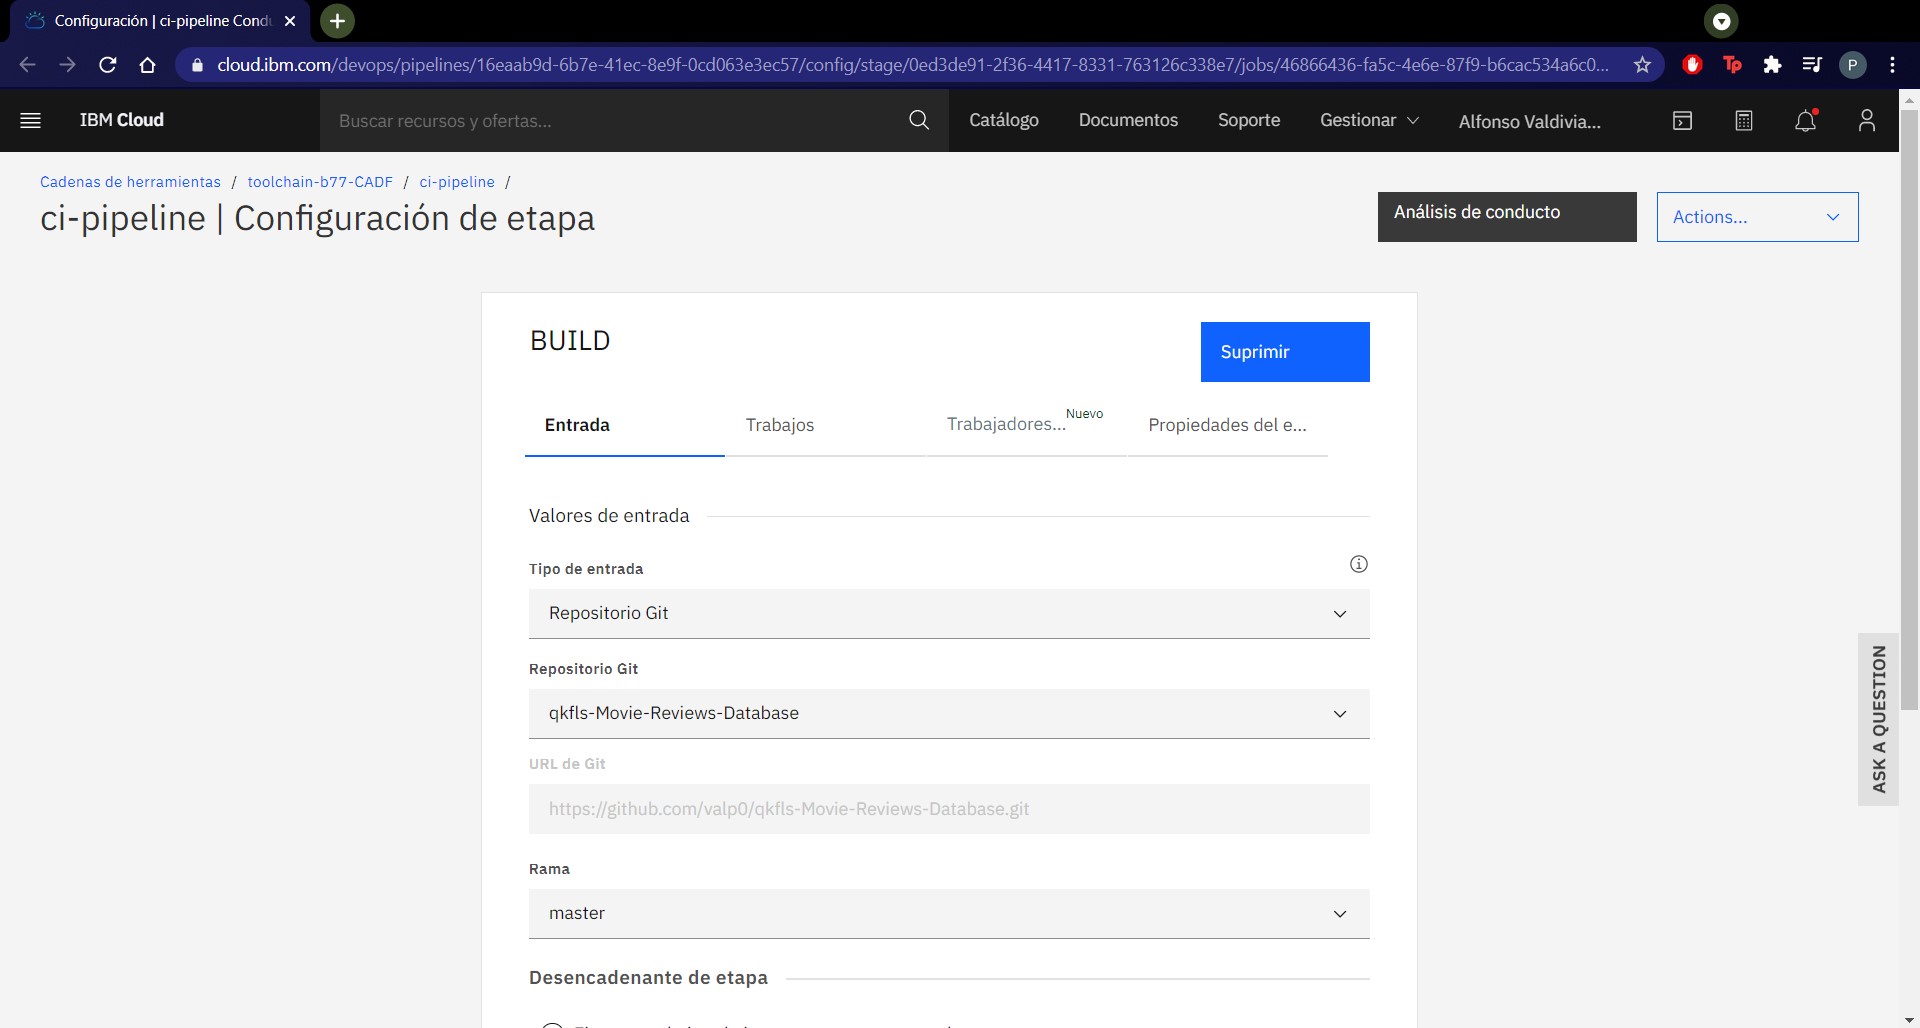 Configuración | ci-pipeline Cond
cloud.ibm.com/devops/pipelines/16eaab9d-6b7e-41ec-8e9f-0cd063e3ec57/config/stage/0ed3de91-2f36-4417-8331-763126c338e7/jobs/46866436-fa5c-4e6e-87f9-b6cac534a6c0...
Tp
P
IBM Cloud
Buscar recursos y ofertas...
Catálogo
Documentos
Soporte
Gestionar
Alfonso Valdivia...
Cadenas de herramientas / toolchain-b77-CADF / ci-pipeline /
ci-pipeline | Configuración de etapa
Análisis de conducto
Actions...
BUILD
Suprimir
Entrada
Trabajos
Trabajadores...
Nuevo
Propiedades del e...
Valores de entrada
Tipo de entrada
Repositorio Git
Repositorio Git
qkfls-Movie-Reviews-Database
URL de Git
https://github.com/valp0/qkfls-Movie-Reviews-Database.git
Rama
master
Desencadenante de etapa
ASK A QUESTION